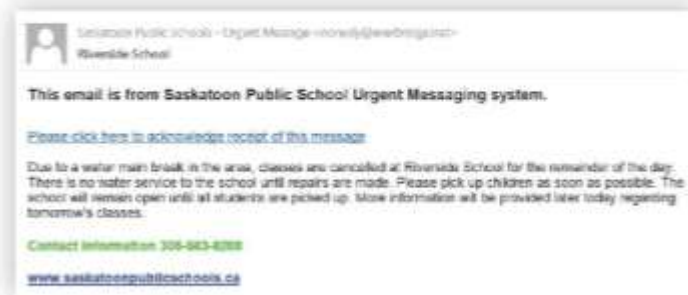 Saskatoon Public Schools - Urgent Message
Riverside School
This email is from Saskatoon Public School Urgent Messaging system.
Please click here to acknowledge receipt of this message
Due to a water main break in the area, classes are cancelled at Riverside School for the remainder of the day.
There is no water service to the school until repairs are made. Please pick up children as soon as possible. The
school will remain open until all students are picked up. More information will be provided later today regarding
tomorrow's classes.
Contact information
www.saskatoonpublicschools.ca